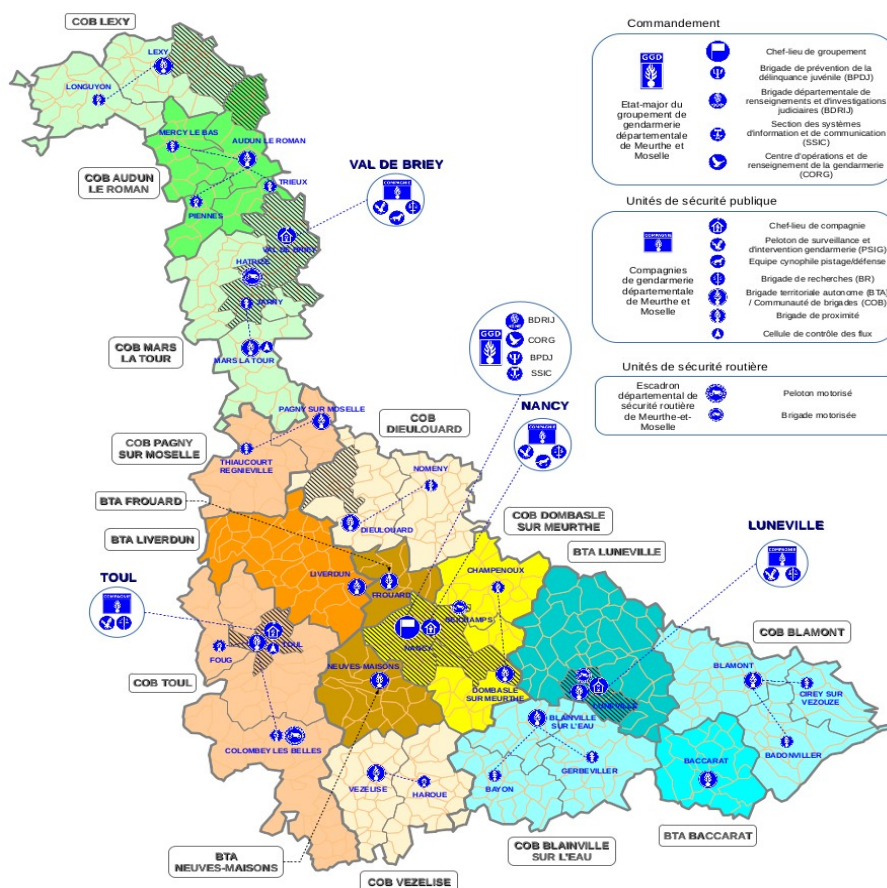 COB LEXY
LEXY
LONGUYON
MERCY LE BAS
AUDUN LE ROMAN
COB AUDUN
LE ROMAN
TRIEUX
PIENNES
VAL DE BRIEY
COMPAGNIE
VAL DE BRIEY
HATRIZE
JARNY
COB MARS
LA TOUR
MARS LA TOUR
PAGNY SUR MOSELLE
COB PAGNY
SUR MOSELLE
THIAUCOURT
REGNIEVILLE
COB
DIEULOUARD
NOMENY
DIEULOUARD
GGD
BDRIJ
CORG
BPDJ
SSIC
NANCY
COMPAGNIE
BTA FROUARD
BTA LIVERDUN
LIVERDUN
FROUARD
COB DOMBASLE
SUR MEURTHE
CHAMPENOUX
SEICHAMPS
NANCY
DOMBASLE
SUR MEURTHE
BTA LUNEVILLE
LUNEVILLE
COMPAGNIE
LUNEVILLE
TOUL
COMPAGNIE
TOUL
FOUG
COB TOUL
COLOMBEY LES BELLES
NEUVES-MAISONS
BTA
NEUVES-MAISONS
VEZELISE
HAROUE
COB VEZELISE
BLAINVILLE
SUR L'EAU
BAYON
GERBEVILLER
COB BLAINVILLE
SUR L'EAU
COB BLAMONT
BLAMONT
CIREY SUR
VEZOUZE
BADONVILLER
BACCARAT
BTA BACCARAT
Commandement
GGD
Etat-major du
groupement de
gendarmerie
départementale
de Meurthe et
Moselle
Chef-lieu de groupement
Brigade de prévention de la
délinquance juvénile (BPDJ)
Brigade départementale de
renseignements et d'investigations
judiciaires (BDRIJ)
Section des systèmes
d'information et de communication
(SSIC)
Centre d'opérations et de
renseignement de la gendarmerie
(CORG)
Unités de sécurité publique
COMPAGNIE
Compagnies
de gendarmerie
départementale
de Meurthe et
Moselle
Chef-lieu de compagnie
Peloton de surveillance et
d'intervention gendarmerie (PSIG)
Equipe cynophile pistage/défense
Brigade de recherches (BR)
Brigade territoriale autonome (BTA)
/ Communauté de brigades (COB)
Brigade de proximité
Cellule de contrôle des flux
Unités de sécurité routière
Escadron
départemental de
sécurité routière
de Meurthe-et-
Moselle
Peloton motorisé
Brigade motorisée